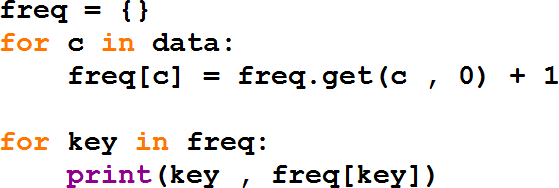 freq = {}
for c in data:
    freq[c] = freq.get(c , 0) + 1

for key in freq:
    print(key , freq[key])